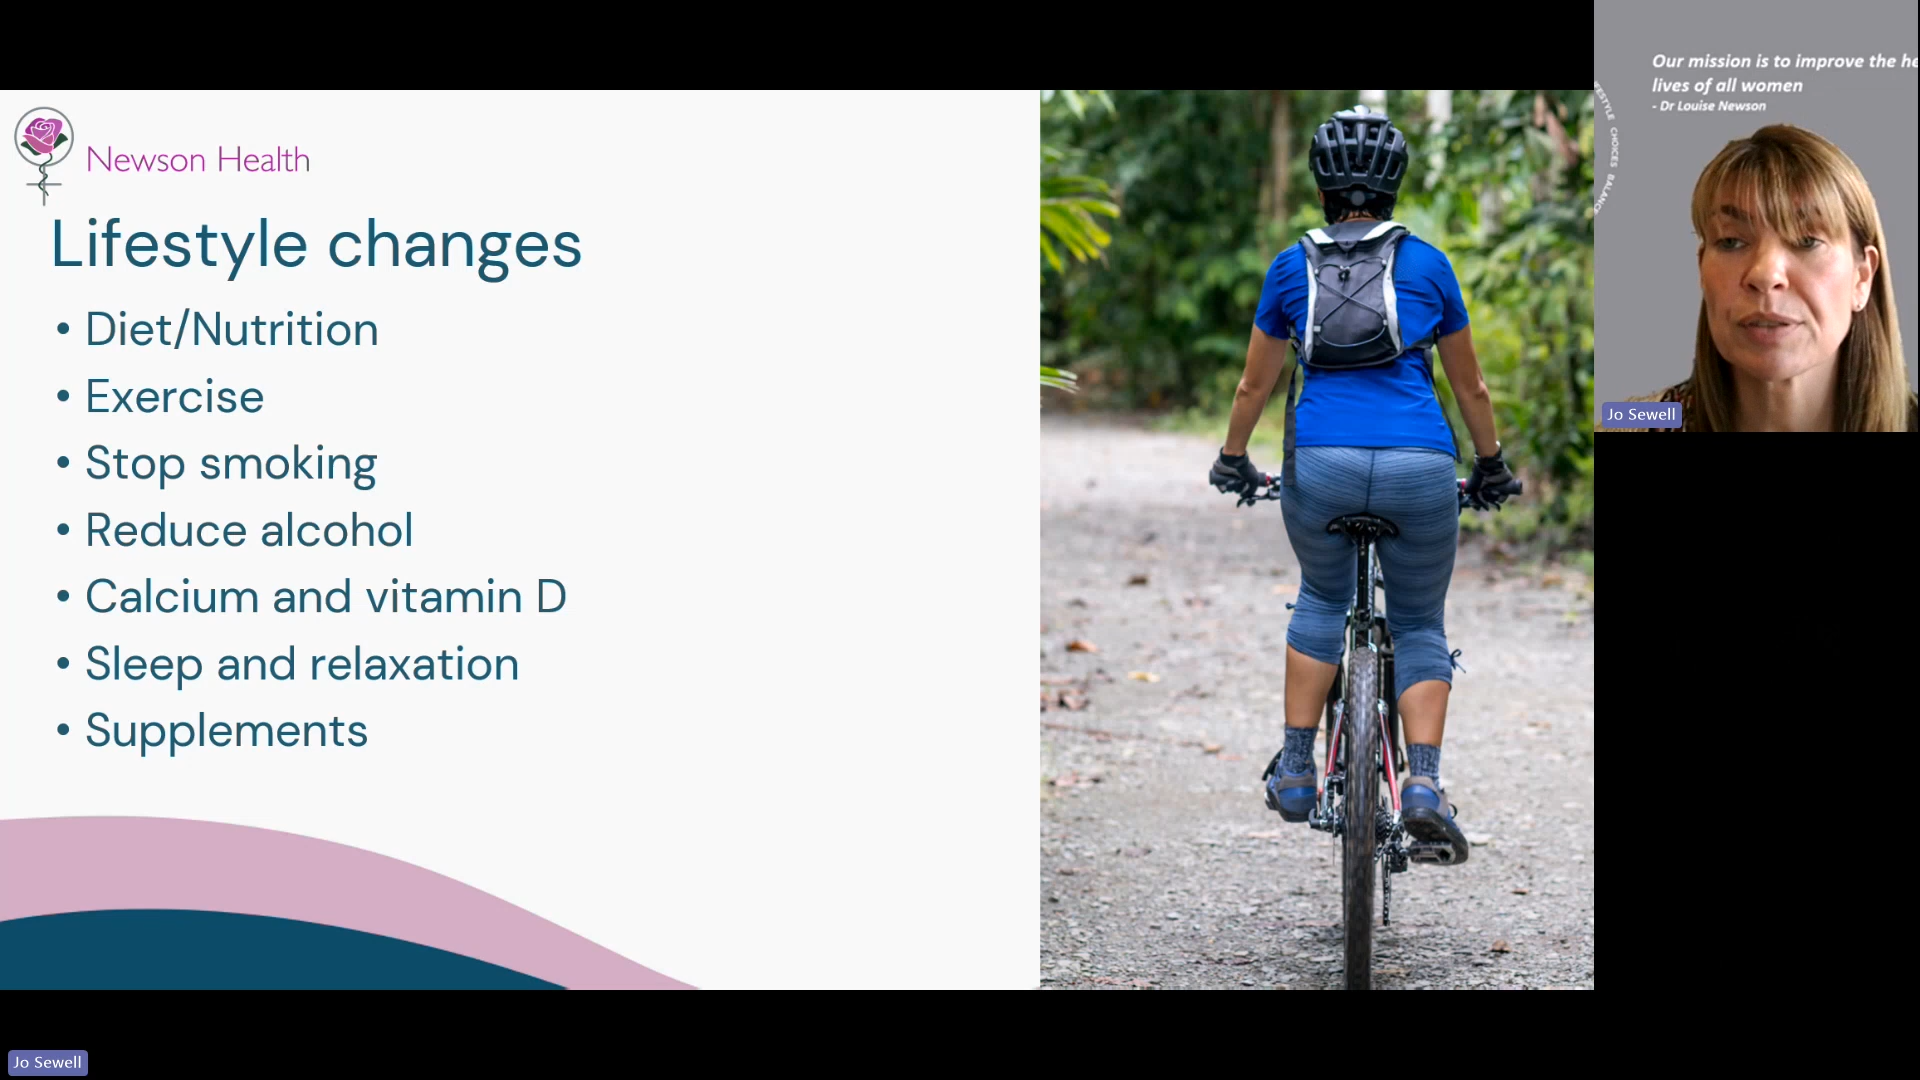 Newson Health
Lifestyle changes
• Diet/Nutrition
• Exercise
• Stop smoking
• Reduce alcohol
• Calcium and vitamin D
• Sleep and relaxation
• Supplements
Our mission is to improve the he
lives of all women
- Dr Louise Newson
CHOICES
Jo Sewell
Jo Sewell